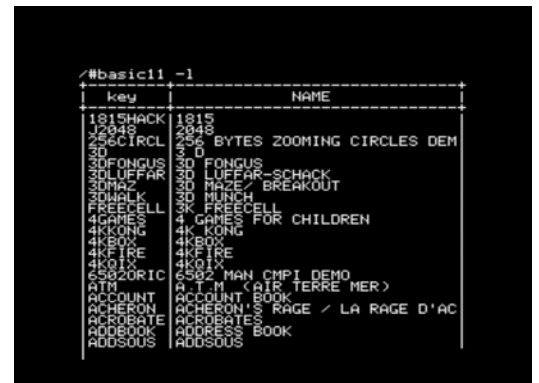 /#basic11 -l
key | NAME
1815HACK|1815
J2048 |2048
256CIRCL|256 BYTES ZOOMING CIRCLES DEM
3D |3 D
3DFONGUS|3D FONGUS
3DLUFFAR|3D LUFFAR-SCHACK
3DMAZ |3D MAZE/ BREAKOUT
3DWALK |3D MUNCH
FREECELL|3K FREECELL
4GAMES |4 GAMES FOR CHILDREN
4KKONG |4K KONG
4KBOX |4KBOX
4KFIRE |4KFIRE
4KQIX |4KQIX
6502ORIC|6502 MAN CMPI DEMO
ATM |A.T.M (AIR TERRE MER)
ACCOUNT |ACCOUNT BOOK
ACHERON |ACHERON'S RAGE / LA RAGE D'AC
ACROBATE|ACROBATES
ADDBOOK |ADDRESS BOOK
ADDSOUS |ADDSOUS